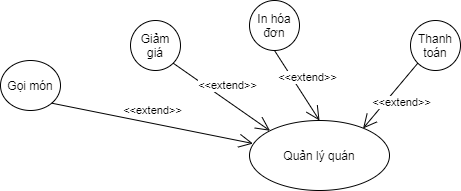 In hóa
đơn
Giảm
giá
Thanh
toán
Gọi món
<<extend>>
<<extend>>
<<extend>>
<<extend>>
Quản lý quán